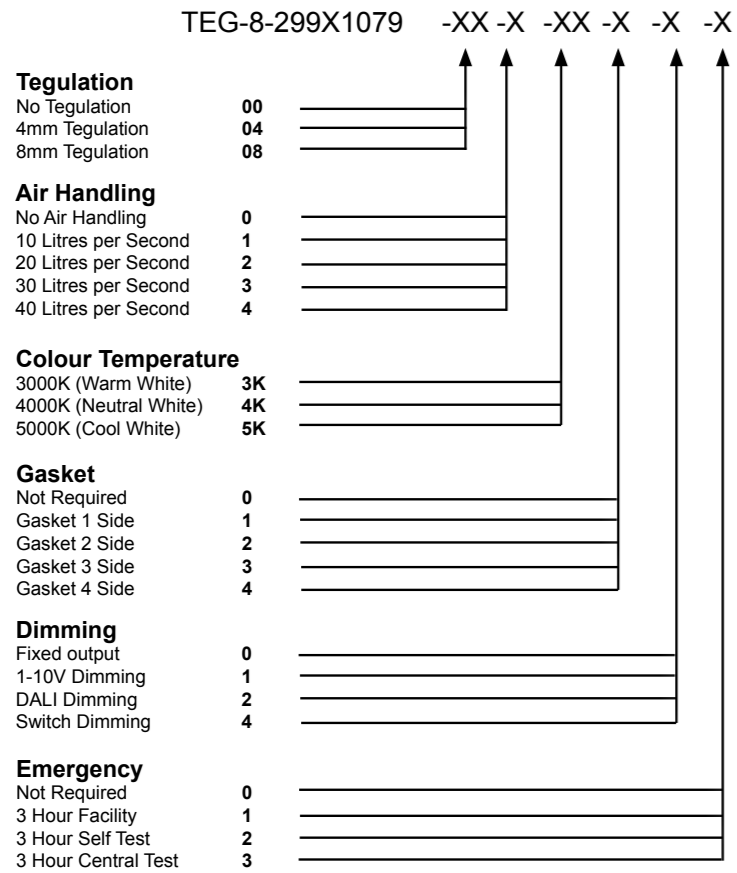 TEG-8-299X1079 -XX -X -XX -X -X -X
Tegulation
No Tegulation 00
4mm Tegulation 04
8mm Tegulation 08
Air Handling
No Air Handling 0
10 Litres per Second 1
20 Litres per Second 2
30 Litres per Second 3
40 Litres per Second 4
Colour Temperature
3000K (Warm White) 3K
4000K (Neutral White) 4K
5000K (Cool White) 5K
Gasket
Not Required 0
Gasket 1 Side 1
Gasket 2 Side 2
Gasket 3 Side 3
Gasket 4 Side 4
Dimming
Fixed output 0
1-10V Dimming 1
DALI Dimming 2
Switch Dimming 4
Emergency
Not Required 0
3 Hour Facility 1
3 Hour Self Test 2
3 Hour Central Test 3